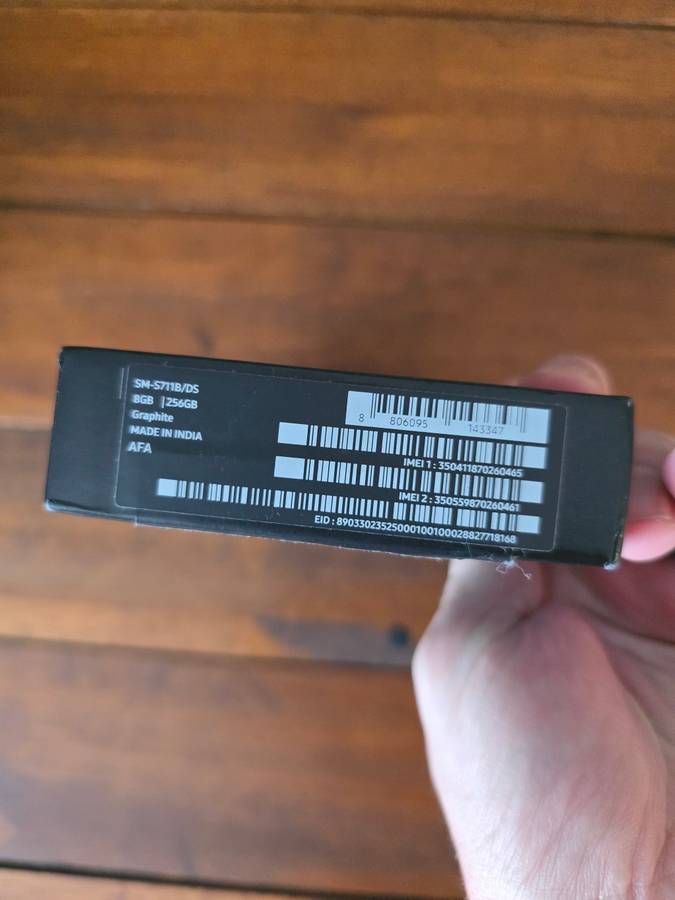 SM-S711B/DS
8GB | 256GB
Graphite
MADE IN INDIA
AFA
8 806095 143347
IMEI 1 : 350411870260465
IMEI 2 : 350559870260461
EID : 89033023525000100100028827718168